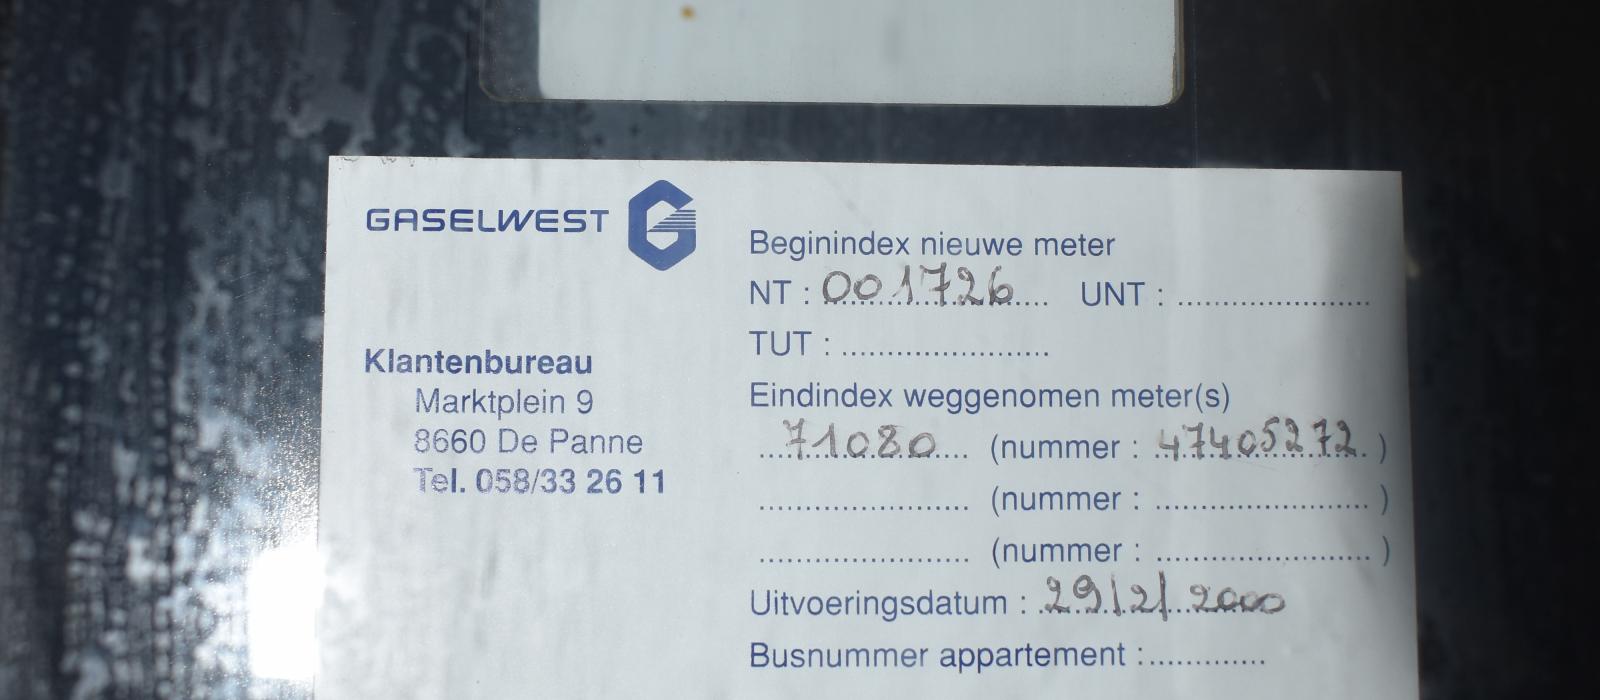 GASELWEST
Klantenbureau
Marktplein 9
8660 De Panne
Tel. 058/33 26 11
Beginindex nieuwe meter
NT : 001726 UNT : ......................
TUT : ........................
Eindindex weggenomen meter(s)
71080 (nummer : 47405272 )
........................ (nummer : ........................ )
........................ (nummer : ........................ )
Uitvoeringsdatum : 29/2/2000
Busnummer appartement : .............